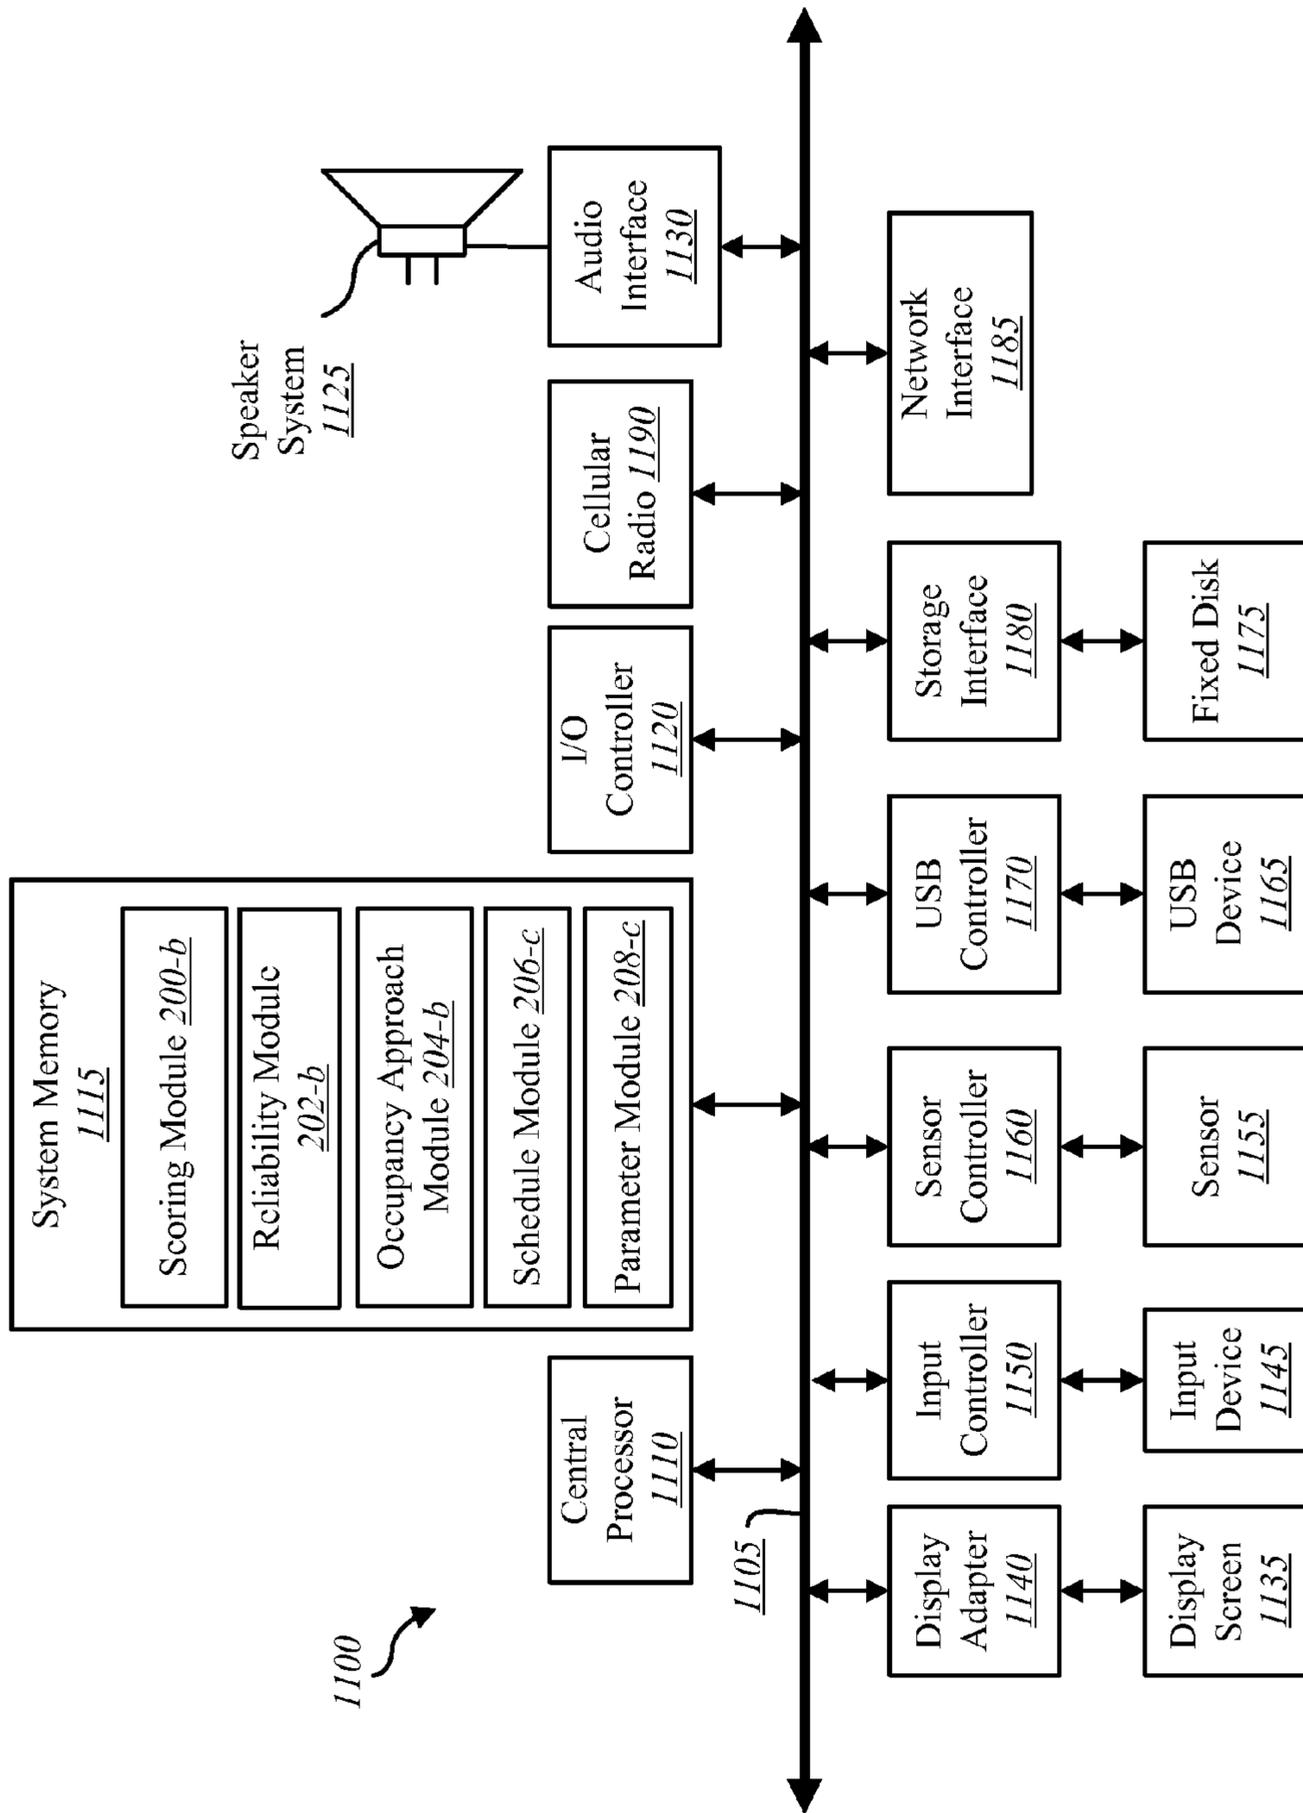 1100
System Memory
1115
Scoring Module 200-b
Reliability Module
202-b
Occupancy Approach
Module 204-b
Schedule Module 206-c
Parameter Module 208-c
Speaker
System
1125
Central
Processor
1110
I/O
Controller
1120
Cellular
Radio 1190
Audio
Interface
1130
1105
Display
Adapter
1140
Input
Controller
1150
Sensor
Controller
1160
USB
Controller
1170
Storage
Interface
1180
Network
Interface
1185
Display
Screen
1135
Input
Device
1145
Sensor
1155
USB
Device
1165
Fixed Disk
1175